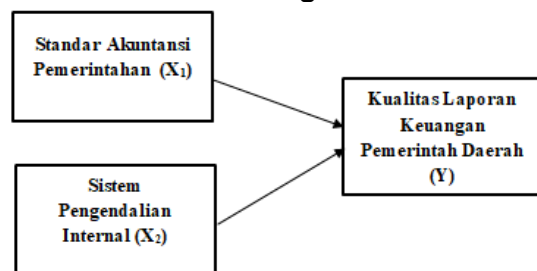 Standar Akuntansi
Pemerintahan (X₁)
Kualitas Laporan
Keuangan
Pemerintah Daerah
(Y)
Sistem
Pengendalian
Internal (X₂)